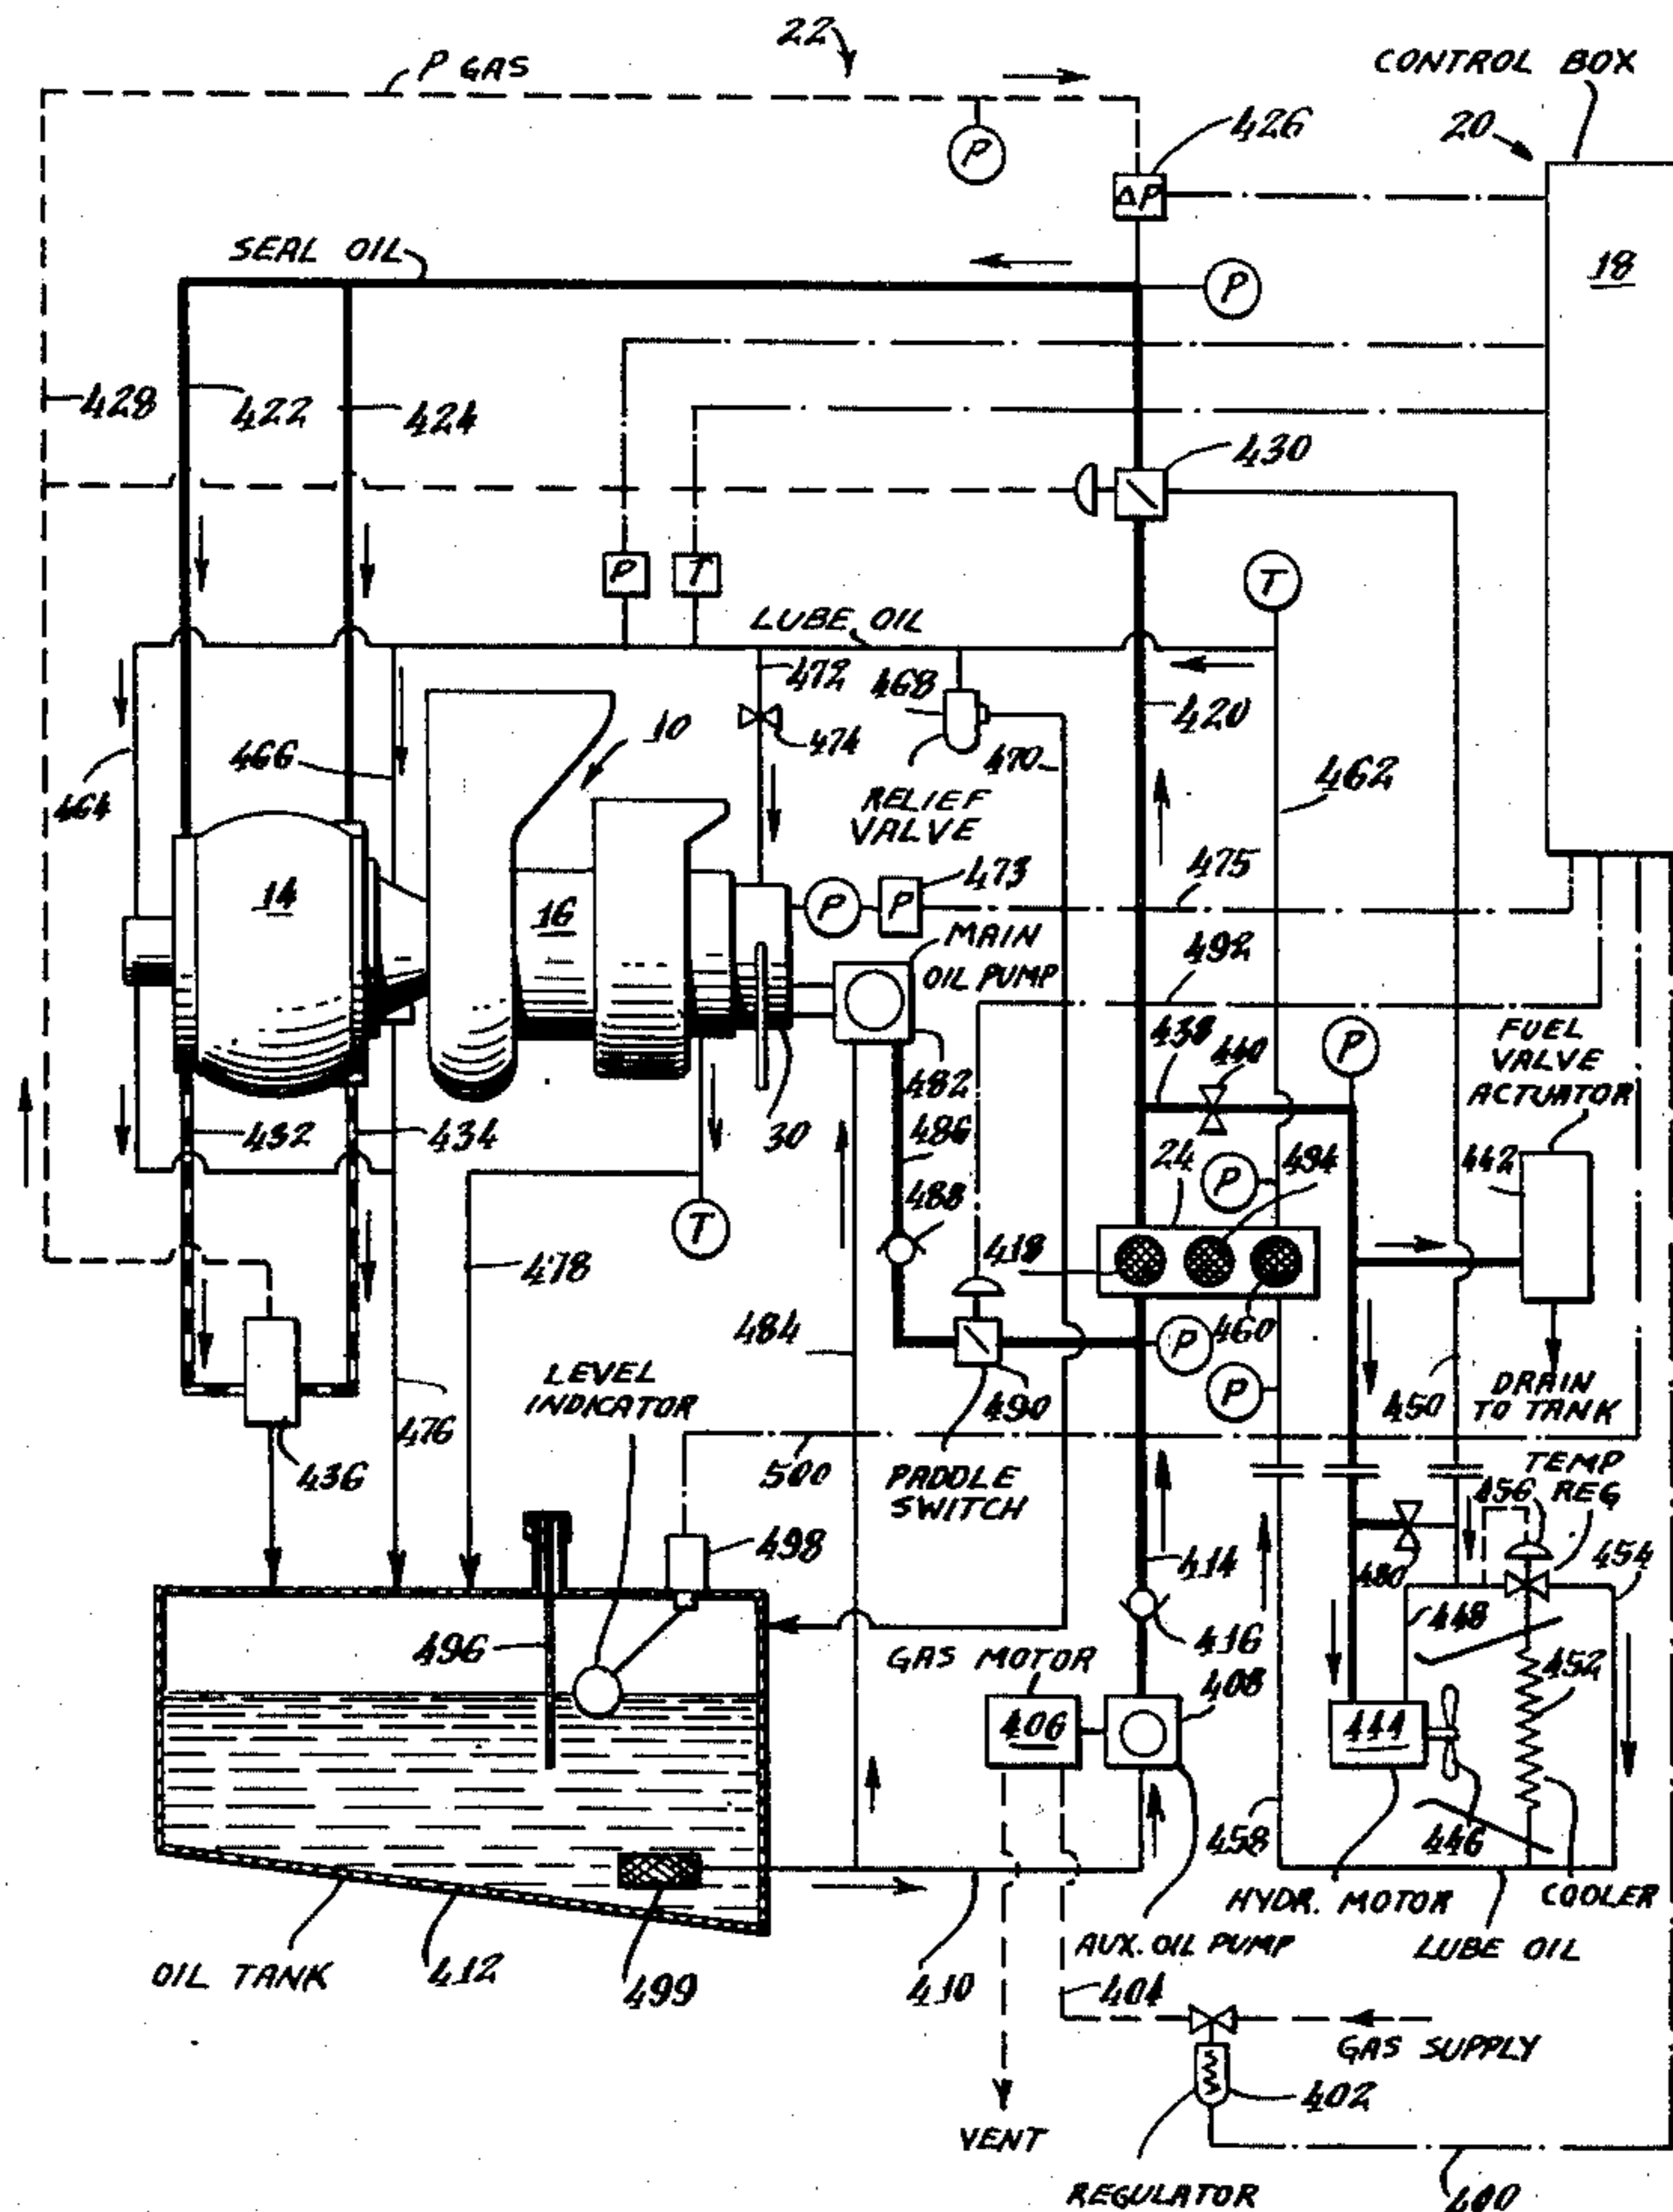 22
P GAS
CONTROL BOX
P
426
20
ΔP
SEAL OIL
P
18
428
422
424
430
P
T
T
LUBE OIL
472
468
420
10
474
466
470
462
464
RELIEF
VALVE
473
475
14
16
P
P
MAIN
OIL PUMP
492
438
440
P
FUEL
VALVE
ACTUATOR
482
432
434
30
486
24
494
442
P
488
T
418
478
460
484
P
LEVEL
INDICATOR
P
490
DRAIN
TO TANK
450
476
436
500
PADDLE
SWITCH
TEMP
REG
456
498
414
454
480
448
496
416
GAS MOTOR
408
452
406
444
458
446
HYDR. MOTOR
COOLER
AUX. OIL PUMP
LUBE OIL
OIL TANK
412
499
410
404
GAS SUPPLY
402
VENT
REGULATOR
400